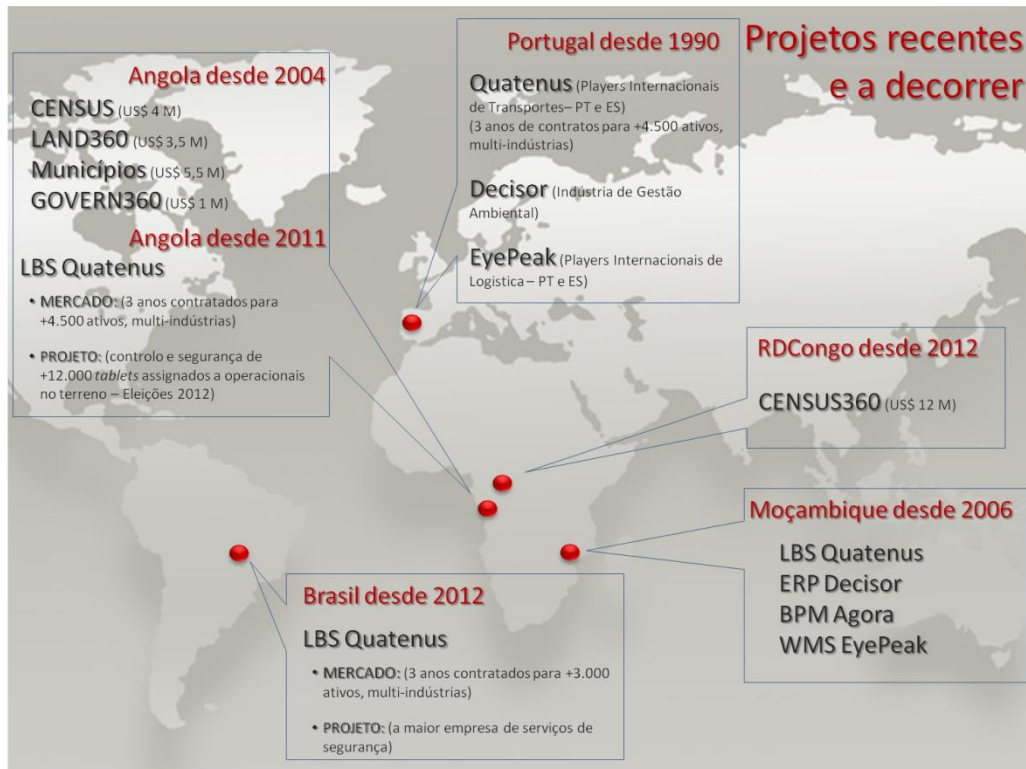 Projetos recentes
e a decorrer
Angola desde 2004
CENSUS (US$ 4 M)
LAND360 (US$ 3,5 M)
Municípios (US$ 5,5 M)
GOVERN360 (US$ 1 M)
Angola desde 2011
LBS Quatenus
• MERCADO: (3 anos contratados para
+4.500 ativos, multi-indústrias)
• PROJETO: (controlo e segurança de
+12.000 tablets assignados a operacionais
no terreno – Eleições 2012)
Portugal desde 1990
Quatenus (Players Internacionais
de Transportes– PT e ES)
(3 anos de contratos para +4.500 ativos,
multi-indústrias)
Decisor (Indústria de Gestão
Ambiental)
EyePeak (Players Internacionais de
Logistica – PT e ES)
RDCongo desde 2012
CENSUS360 (US$ 12 M)
Moçambique desde 2006
LBS Quatenus
ERP Decisor
BPM Agora
WMS EyePeak
Brasil desde 2012
LBS Quatenus
• MERCADO: (3 anos contratados para +3.000
ativos, multi-indústrias)
• PROJETO: (a maior empresa de serviços de
segurança)